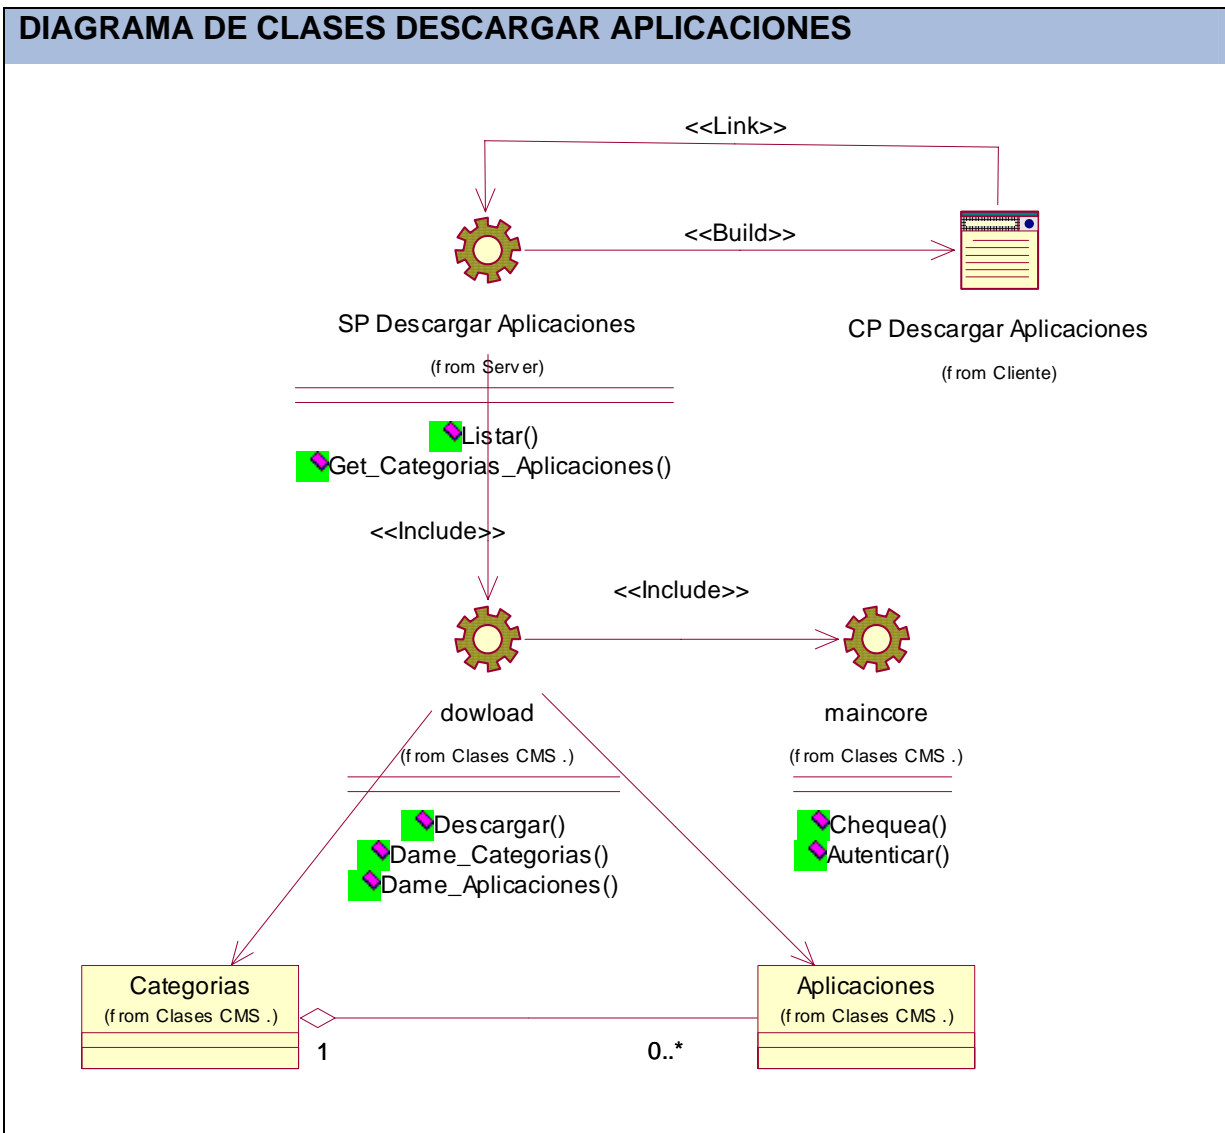 DIAGRAMA DE CLASES DESCARGAR APLICACIONES
<<Link>>
<<Build>>
SP Descargar Aplicaciones
(from Server)
CP Descargar Aplicaciones
(from Cliente)
Listar()
Get_Categorias_Aplicaciones()
<<Include>>
<<Include>>
dowload
(from Clases CMS .)
maincore
(from Clases CMS .)
Descargar()
Dame_Categorias()
Dame_Aplicaciones()
Chequea()
Autenticar()
Categorias
(from Clases CMS .)
Aplicaciones
(from Clases CMS .)
1
0..*